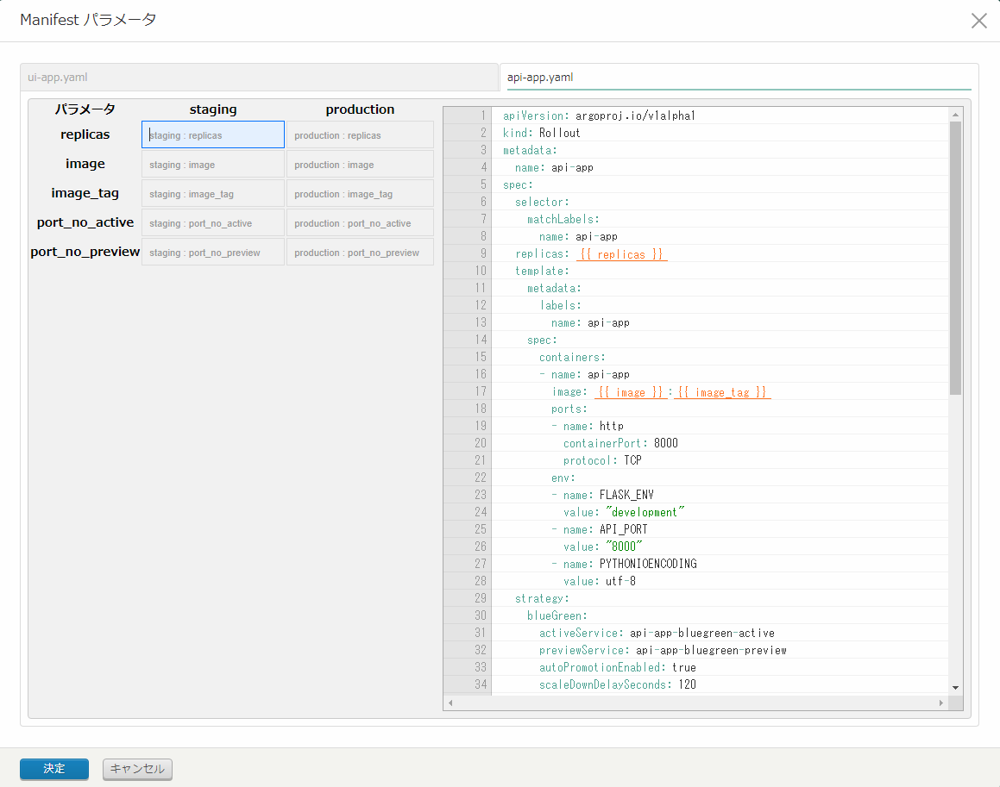 Manifest パラメータ
ui-app.yaml
api-app.yaml
パラメータ staging production
replicas staging : replicas production : replicas
image staging : image production : image
image_tag staging : image_tag production : image_tag
port_no_active staging : port_no_active production : port_no_active
port_no_preview staging : port_no_preview production : port_no_preview
1 apiVersion: argoproj.io/v1alpha1
2 kind: Rollout
3 metadata:
4 name: api-app
5 spec:
6 selector:
7 matchLabels:
8 name: api-app
9 replicas: {{ replicas }}
10 template:
11 metadata:
12 labels:
13 name: api-app
14 spec:
15 containers:
16 - name: api-app
17 image: {{ image }}:{{ image_tag }}
18 ports:
19 - name: http
20 containerPort: 8000
21 protocol: TCP
22 env:
23 - name: FLASK_ENV
24 value: "development"
25 - name: API_PORT
26 value: "8000"
27 - name: PYTHONIOENCODING
28 value: utf-8
29 strategy:
30 blueGreen:
31 activeService: api-app-bluegreen-active
32 previewService: api-app-bluegreen-preview
33 autoPromotionEnabled: true
34 scaleDownDelaySeconds: 120
決定
キャンセル